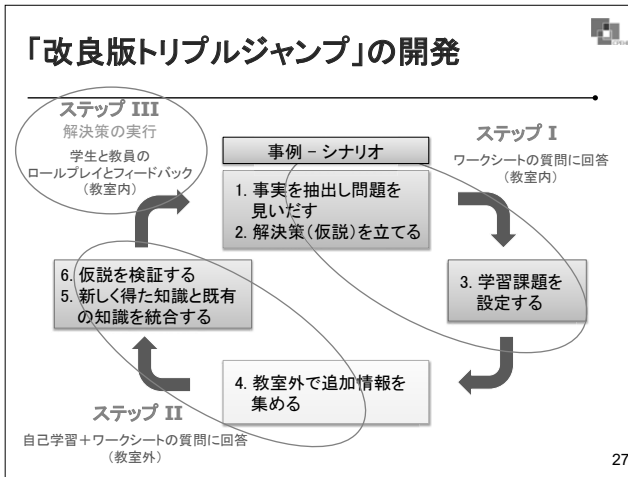 「改良版トリプルジャンプ」の開発
ステップ III
解決策の実行
学生と教員の
ロールプレイとフィードバック
(教室内)
事例 – シナリオ
1. 事実を抽出し問題を
見いだす
2. 解決策(仮説)を立てる
ステップ I
ワークシートの質問に回答
(教室内)
3. 学習課題を
設定する
6. 仮説を検証する
5. 新しく得た知識と既有
の知識を統合する
4. 教室外で追加情報を
集める
ステップ II
自己学習+ワークシートの質問に回答
(教室外)
27